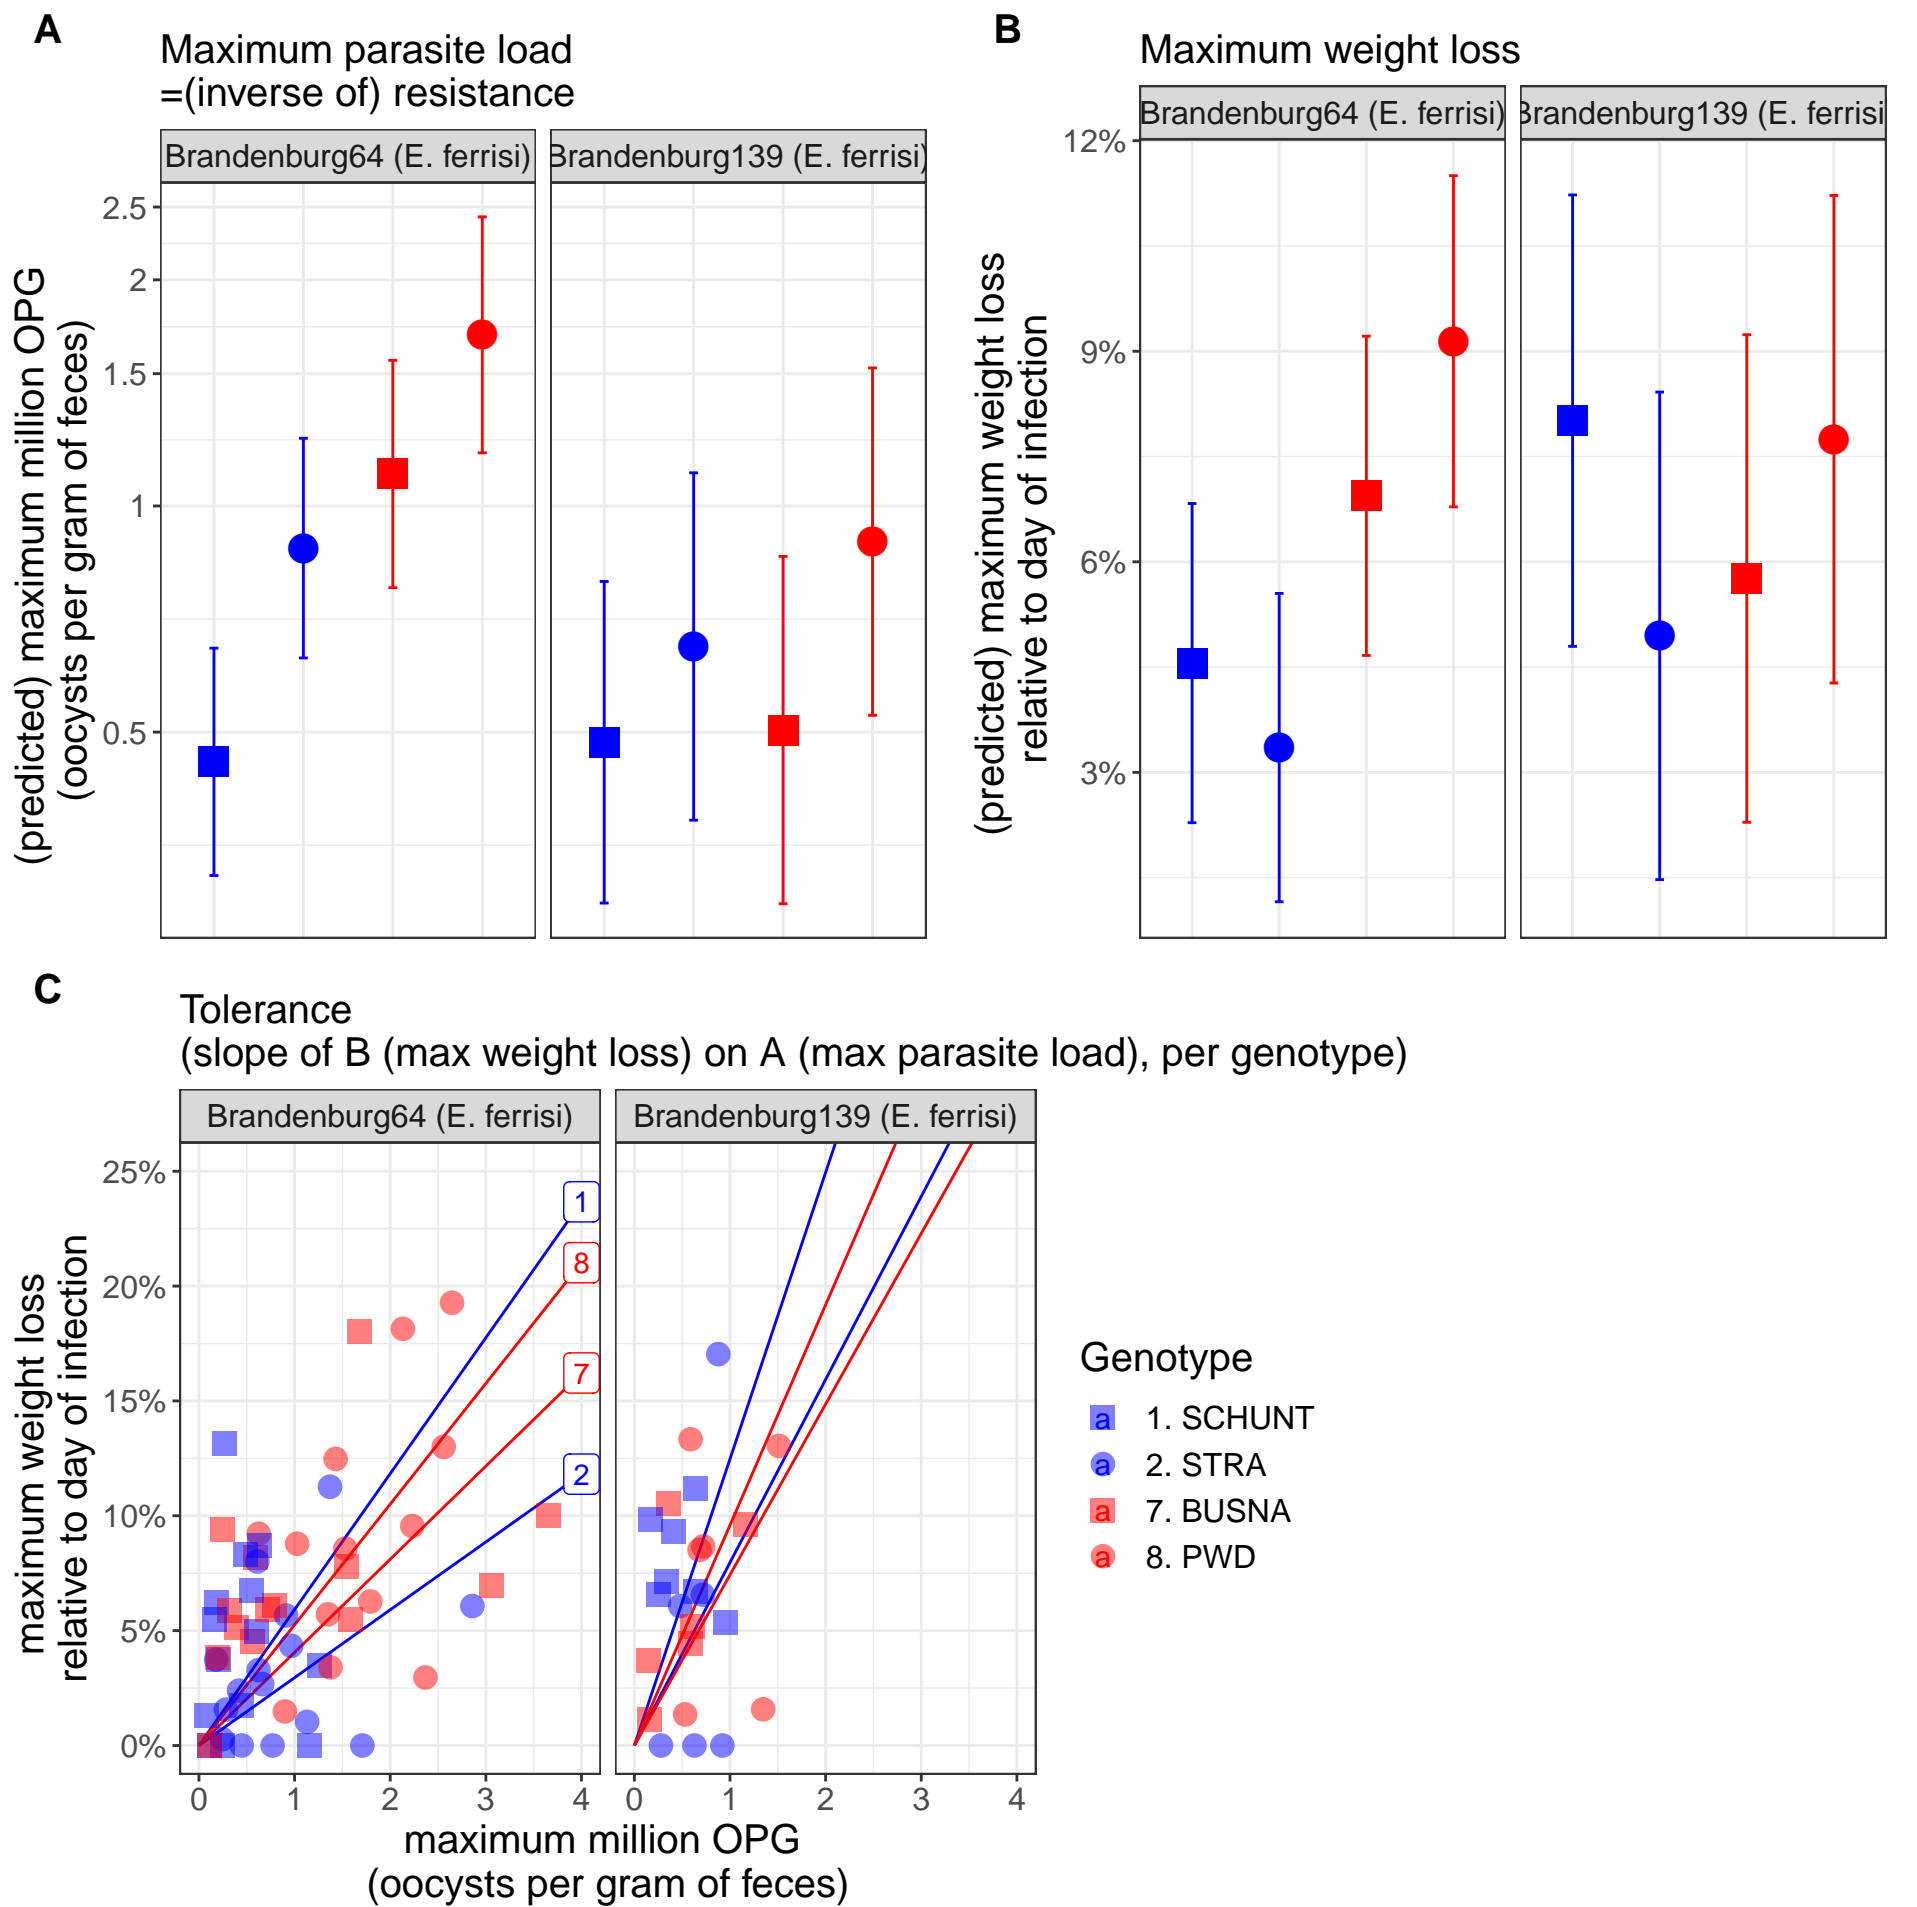 A
Maximum parasite load
=(inverse of) resistance
Brandenburg64 (E. ferrisi)
Brandenburg139 (E. ferrisi)
2.5
2
1.5
1
0.5
(predicted) maximum million OPG
(oocysts per gram of feces)
B
Maximum weight loss
Brandenburg64 (E. ferrisi)
Brandenburg139 (E. ferrisi
12%
9%
6%
3%
(predicted) maximum weight loss
relative to day of infection
C
Tolerance
(slope of B (max weight loss) on A (max parasite load), per genotype)
Brandenburg64 (E. ferrisi)
Brandenburg139 (E. ferrisi)
25%
20%
15%
10%
5%
0%
maximum weight loss
relative to day of infection
1
8
7
2
0 1 2 3 4
0 1 2 3 4
maximum million OPG
(oocysts per gram of feces)
Genotype
a 1. SCHUNT
a 2. STRA
a 7. BUSNA
a 8. PWD